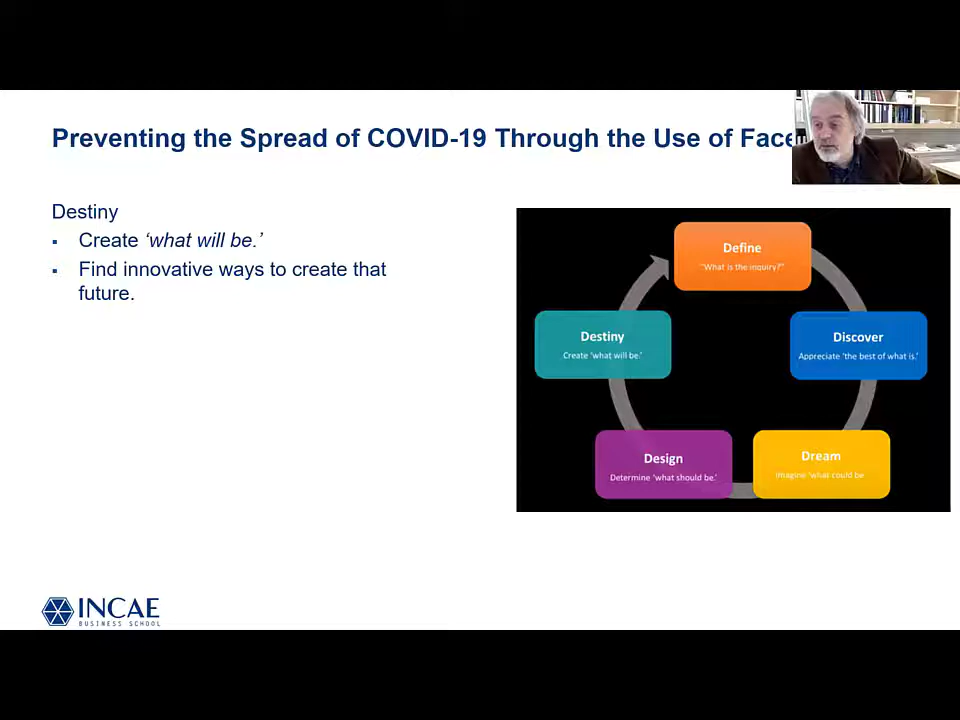 Preventing the Spread of COVID-19 Through the Use of Face
Destiny
▪ Create ‘what will be.’
▪ Find innovative ways to create that
future.
Define
"What is the inquiry?"
Destiny
Create ‘what will be.’
Discover
Appreciate ‘the best of what is.’
Design
Determine ‘what should be.’
Dream
Imagine ‘what could be
INCAE
BUSINESS SCHOOL